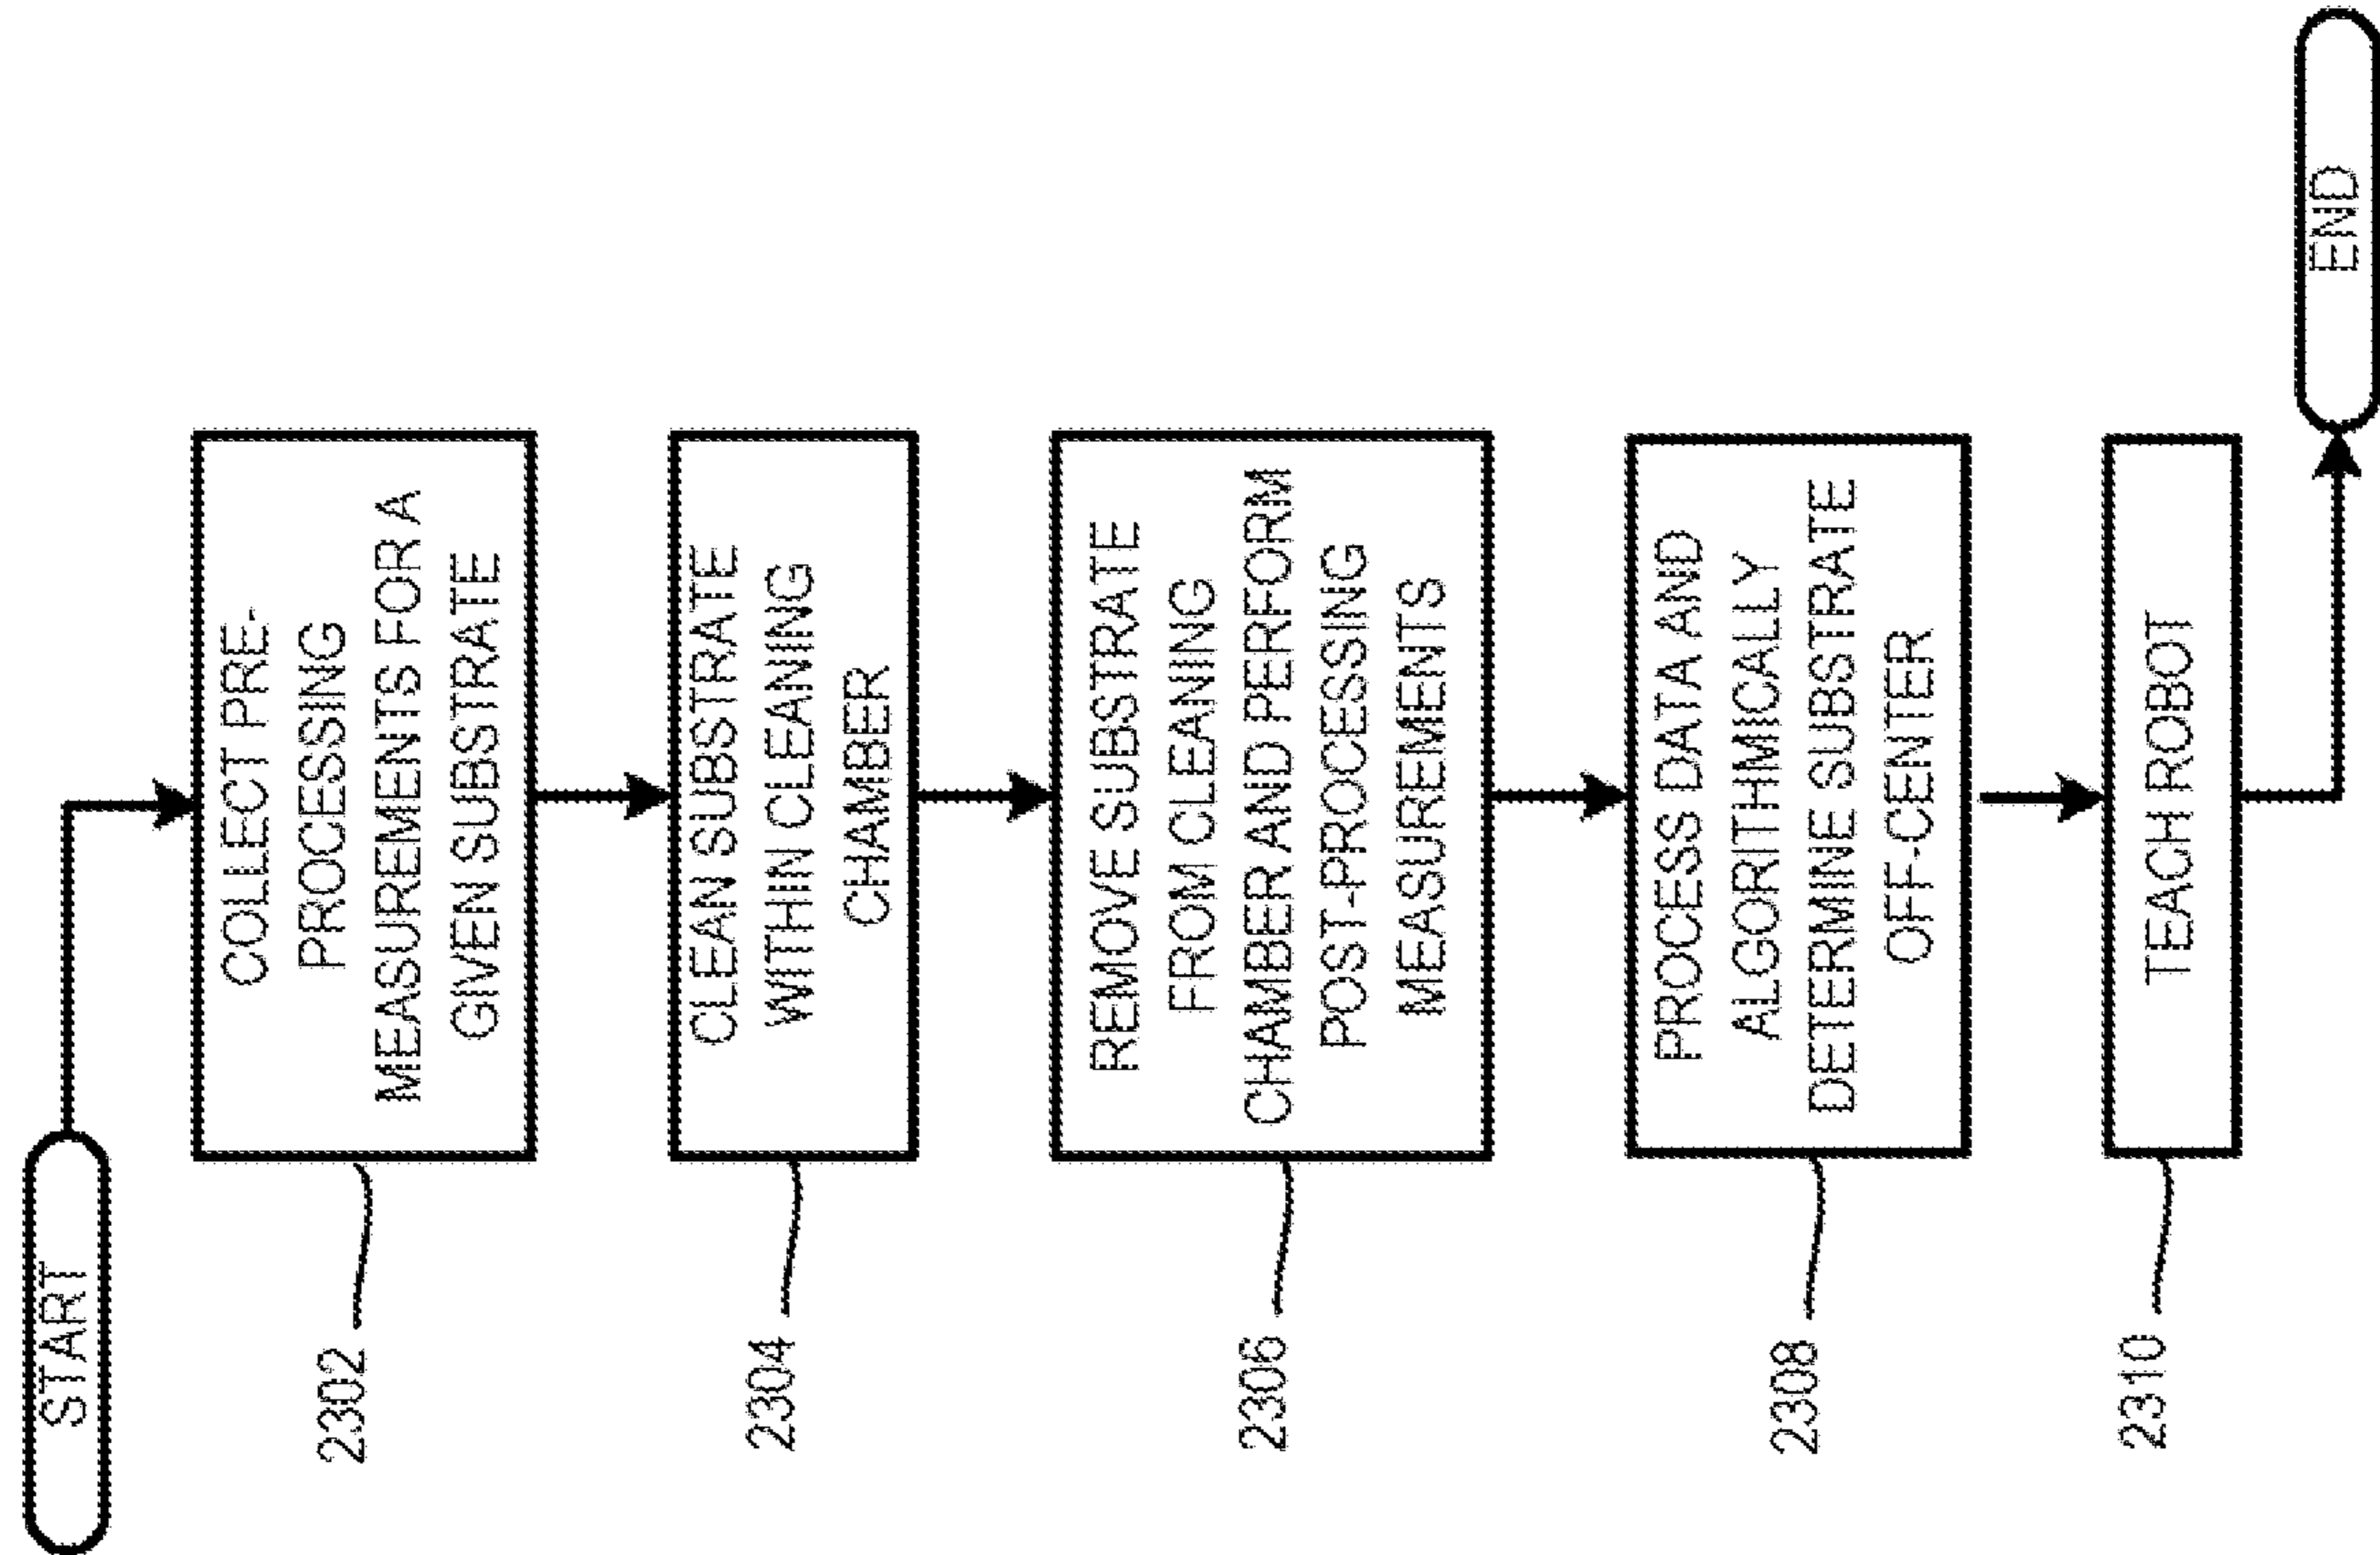 START
COLLECT PRE-
PROCESSING
MEASUREMENTS FOR A
GIVEN SUBSTRATE
2302
CLEAN SUBSTRATE
WITHIN CLEANING
CHAMBER
2304
REMOVE SUBSTRATE
FROM CLEANING
CHAMBER AND PERFORM
POST-PROCESSING
MEASUREMENTS
2306
PROCESS DATA AND
ALGORITHMICALLY
DETERMINE SUBSTRATE
OFF-CENTER
2308
TEACH ROBOT
2310
END